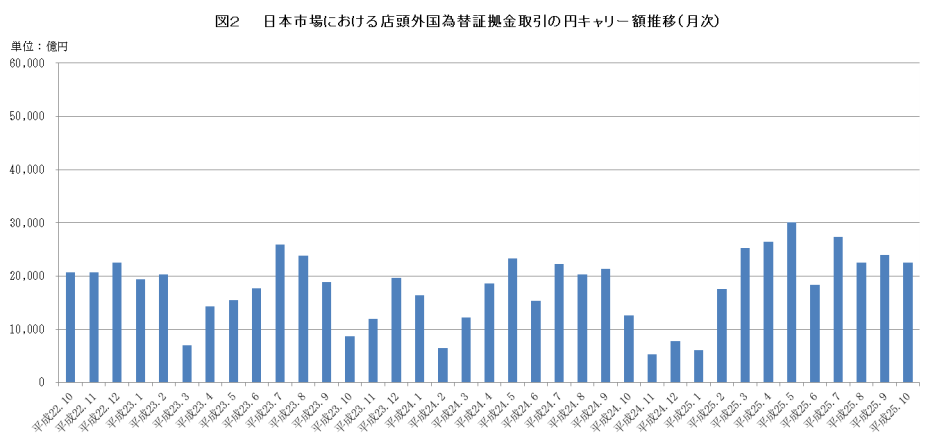 図２　日本市場における店頭外国為替証拠金取引の円キャリー額推移(月次)
単位：億円
60,000
50,000
40,000
30,000
20,000
10,000
0
平成22.10
平成22.11
平成22.12
平成23.1
平成23.2
平成23.3
平成23.4
平成23.5
平成23.6
平成23.7
平成23.8
平成23.9
平成23.10
平成23.11
平成23.12
平成24.1
平成24.2
平成24.3
平成24.4
平成24.5
平成24.6
平成24.7
平成24.8
平成24.9
平成24.10
平成24.11
平成24.12
平成25.1
平成25.2
平成25.3
平成25.4
平成25.5
平成25.6
平成25.7
平成25.8
平成25.9
平成25.10